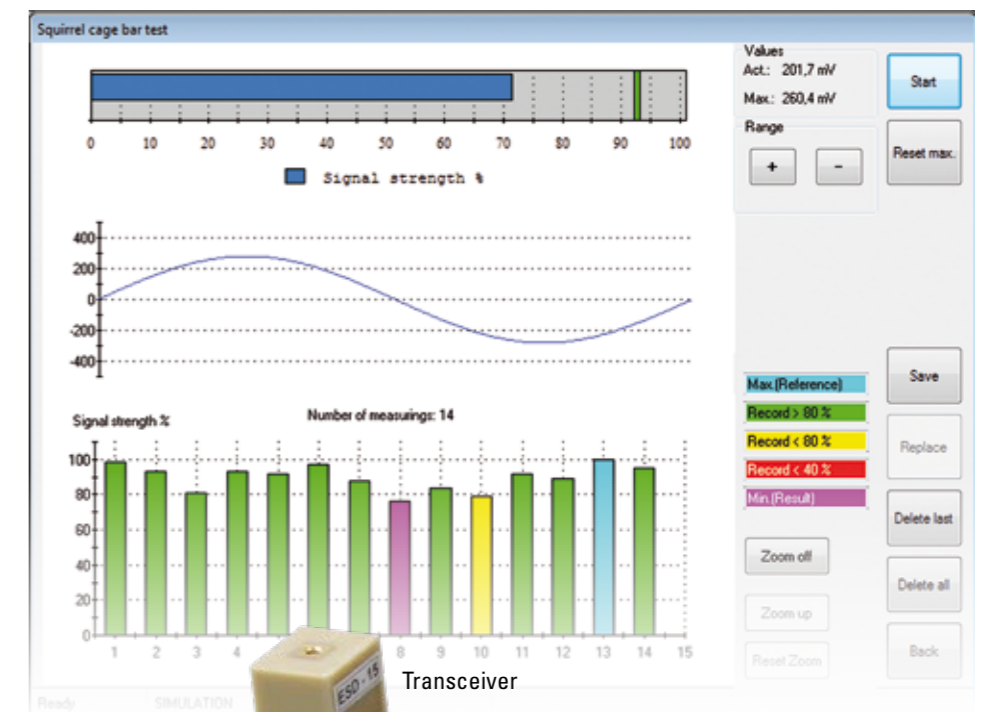 Squirrel cage bar test
Values
Act.: 201,7 mV
Max.: 260,4 mV
Start
Range
+ -
Reset max.
0 10 20 30 40 50 60 70 80 90 100
Signal strength %
400
200
0
-200
-400
Save
Max.(Reference)
Record > 80 %
Record < 80 %
Record < 40 %
Min.(Result)
Replace
Delete last
Delete all
Back
Zoom off
Zoom up
Reset Zoom
Signal strength %
Number of measurings: 14
100
80
60
40
20
0
1 2 3 4 8 9 10 11 12 13 14 15
ESD - 15
Transceiver
Ready SIMULATION